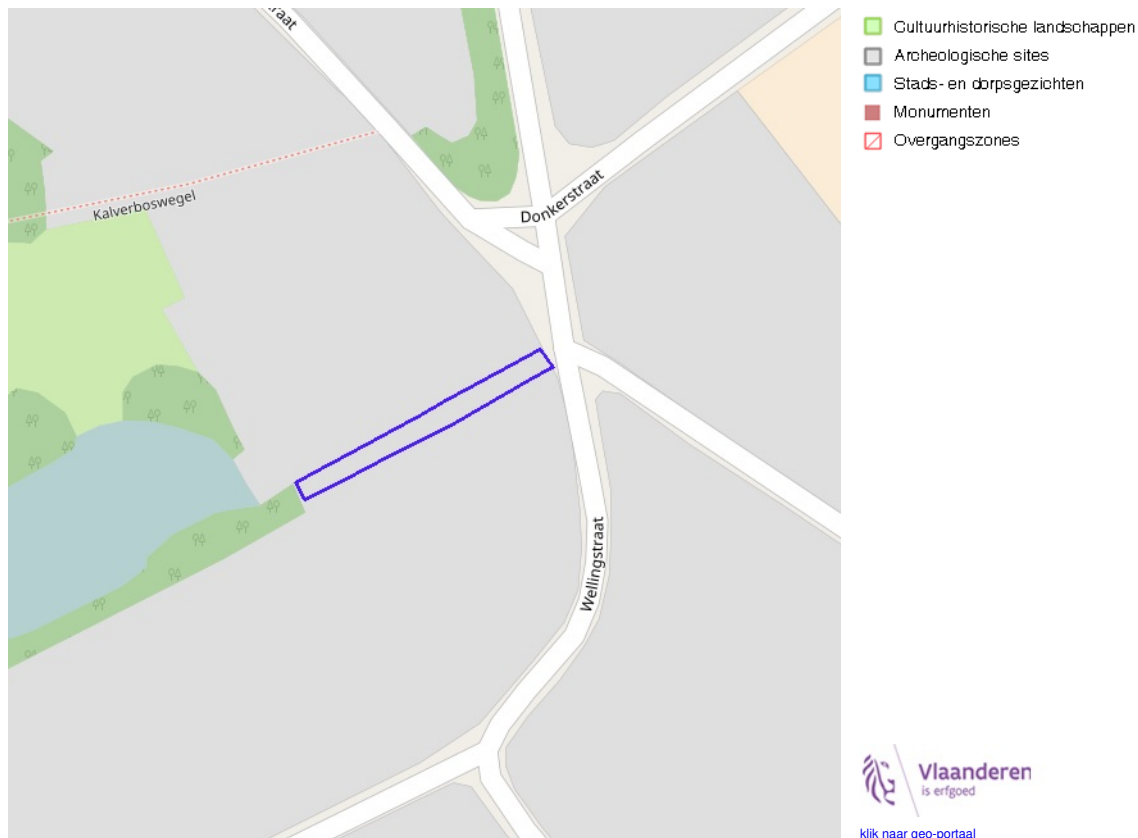 raat
Kalverboswegel
Donkerstraat
Wellingstraat
Cultuurhistorische landschappen
Archeologische sites
Stads- en dorpsgezichten
Monumenten
Overgangszones
Vlaanderen
is erfgoed
klik naar geo-portaal